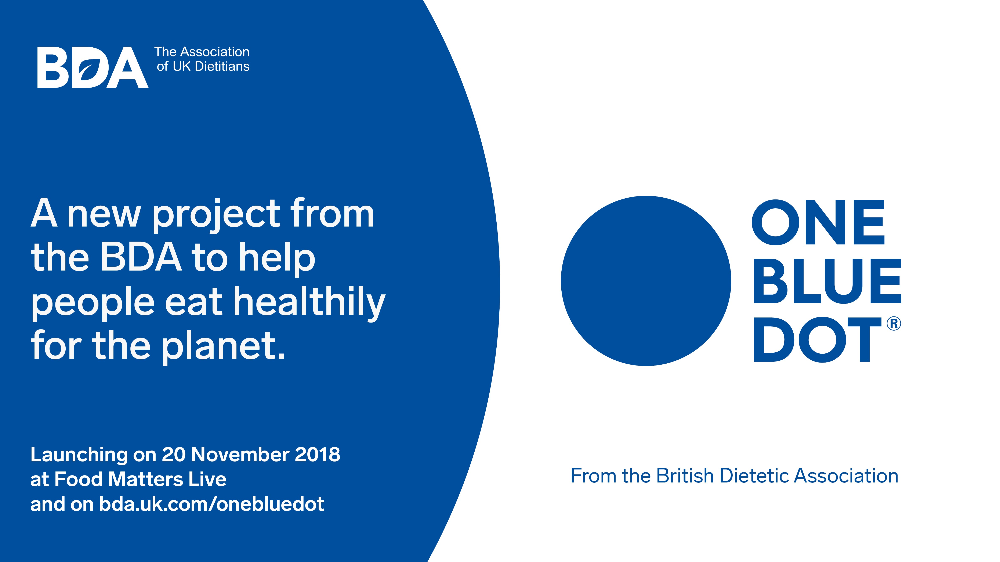 BDA
The Association
of UK Dietitians
A new project from
the BDA to help
people eat healthily
for the planet.
Launching on 20 November 2018
at Food Matters Live
and on bda.uk.com/onebluedot
ONE
BLUE
DOT®
From the British Dietetic Association